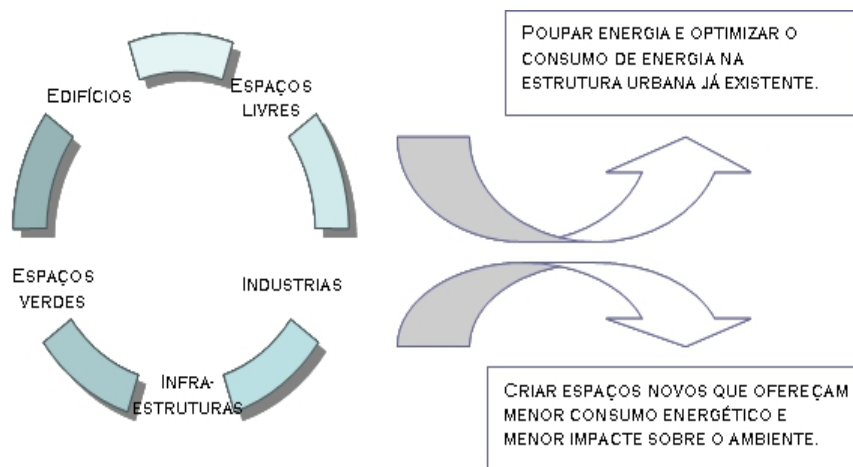 EDIFÍCIOS
ESPAÇOS
LIVRES
ESPAÇOS
VERDES
INDUSTRIAS
INFRA-
ESTRUTURAS
POUPAR ENERGIA E OPTIMIZAR O
CONSUMO DE ENERGIA NA
ESTRUTURA URBANA JÁ EXISTENTE.
CRIAR ESPAÇOS NOVOS QUE OFEREÇAM
MENOR CONSUMO ENERGÉTICO E
MENOR IMPACTE SOBRE O AMBIENTE.